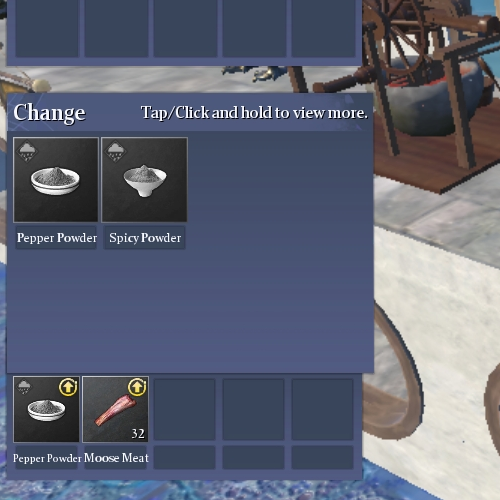 Change
Tap/Click and hold to view more.
Pepper Powder
Spicy Powder
32
Pepper Powder
Moose Meat